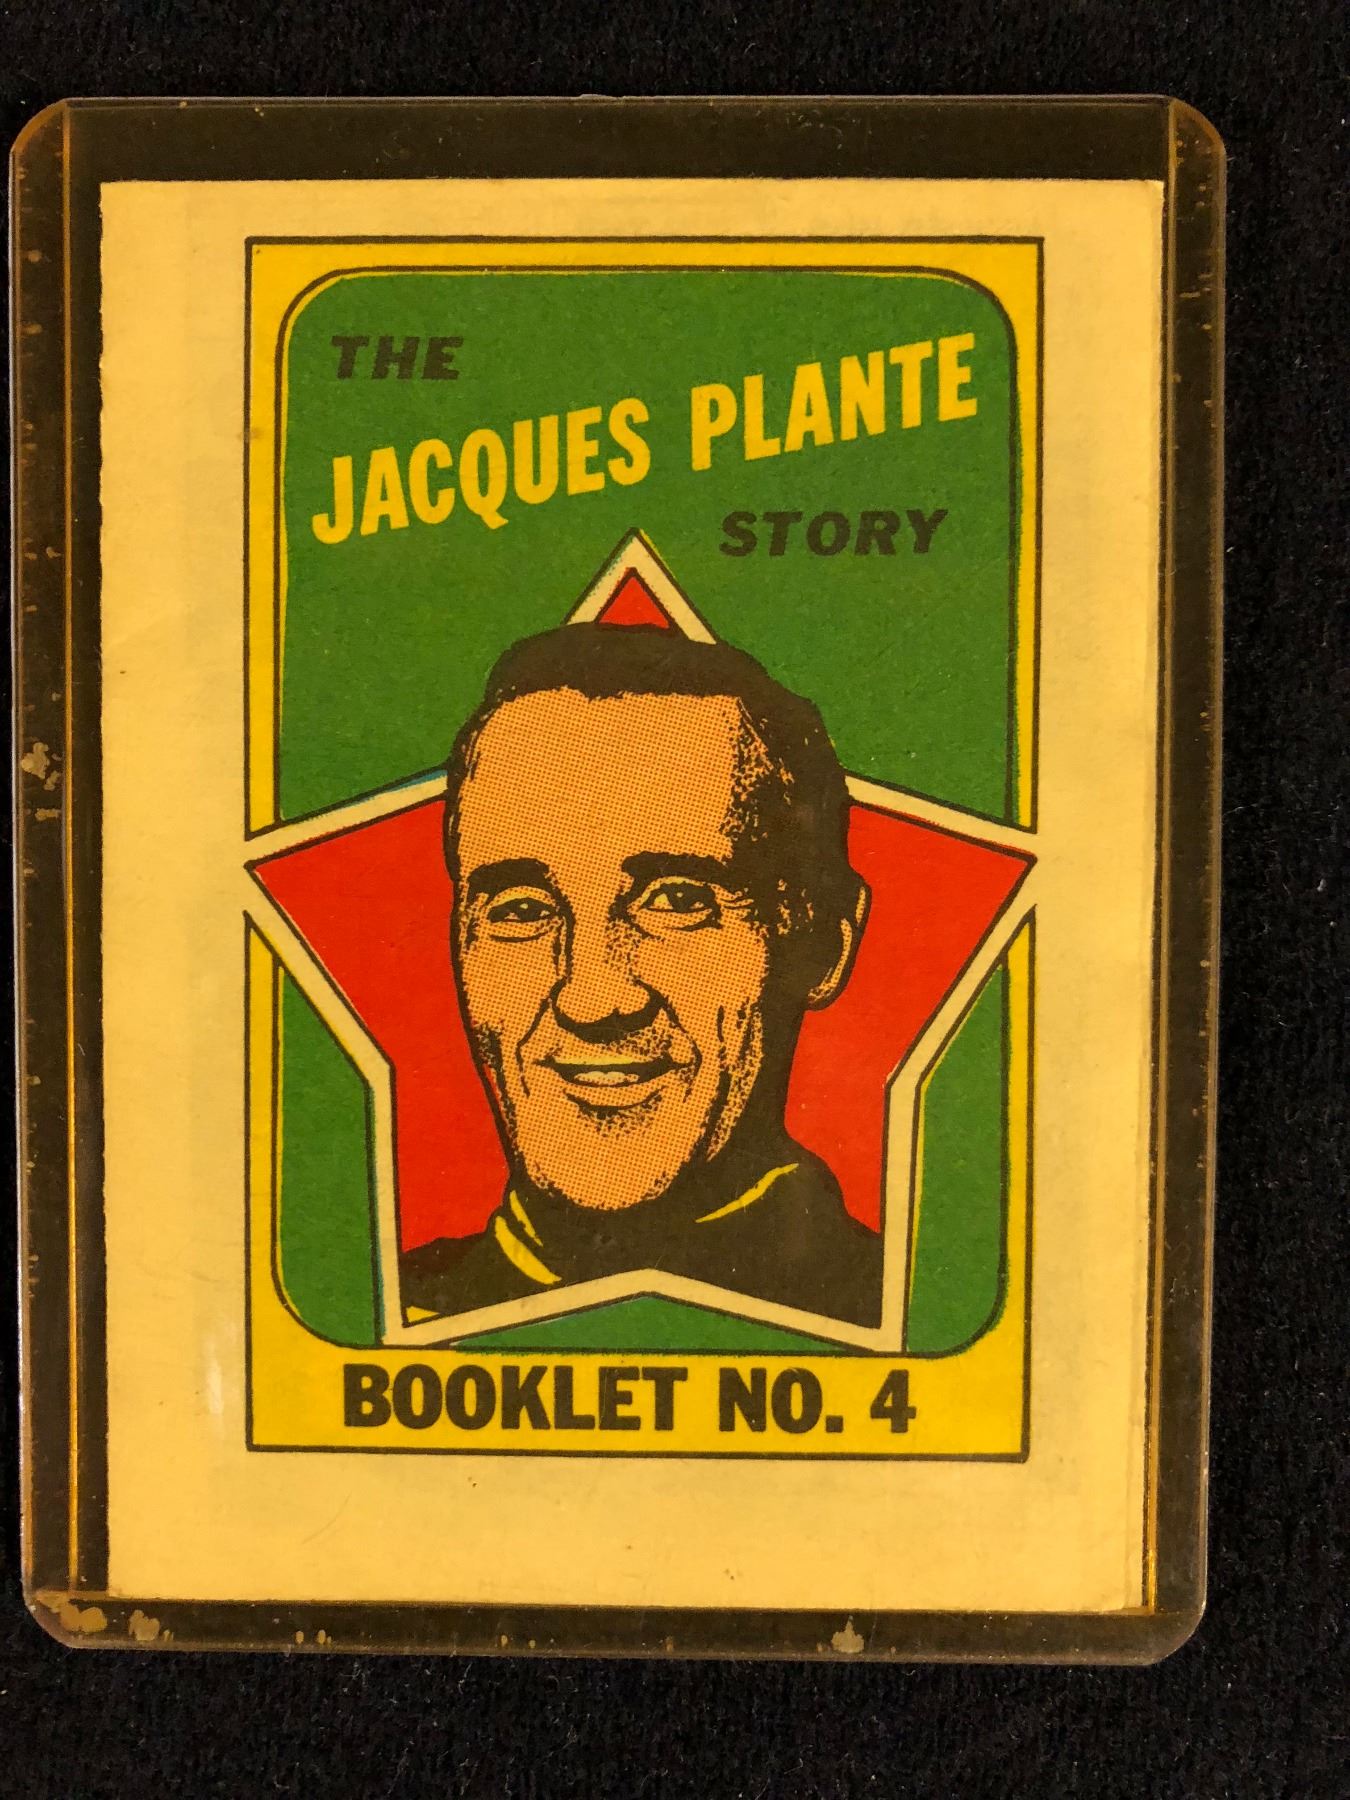 THE
JACQUES PLANTE
STORY
BOOKLET NO. 4